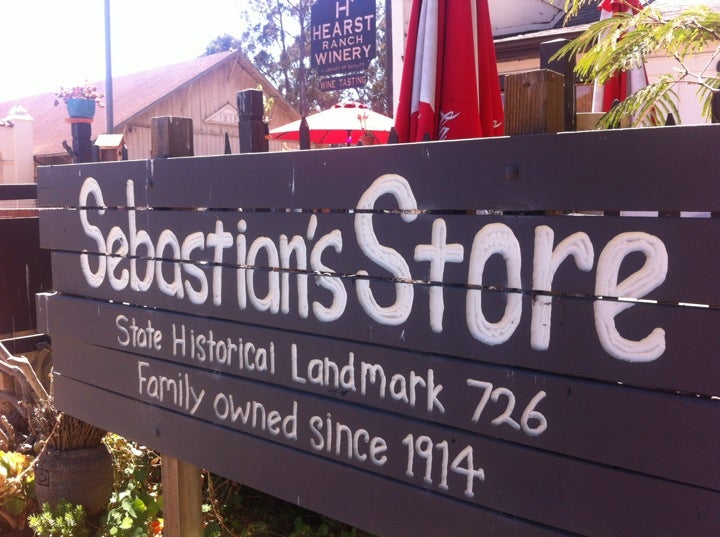 H
HEARST
RANCH
WINERY
WINE TASTING
Sebastian's Store
State Historical Landmark 726
Family owned since 1914